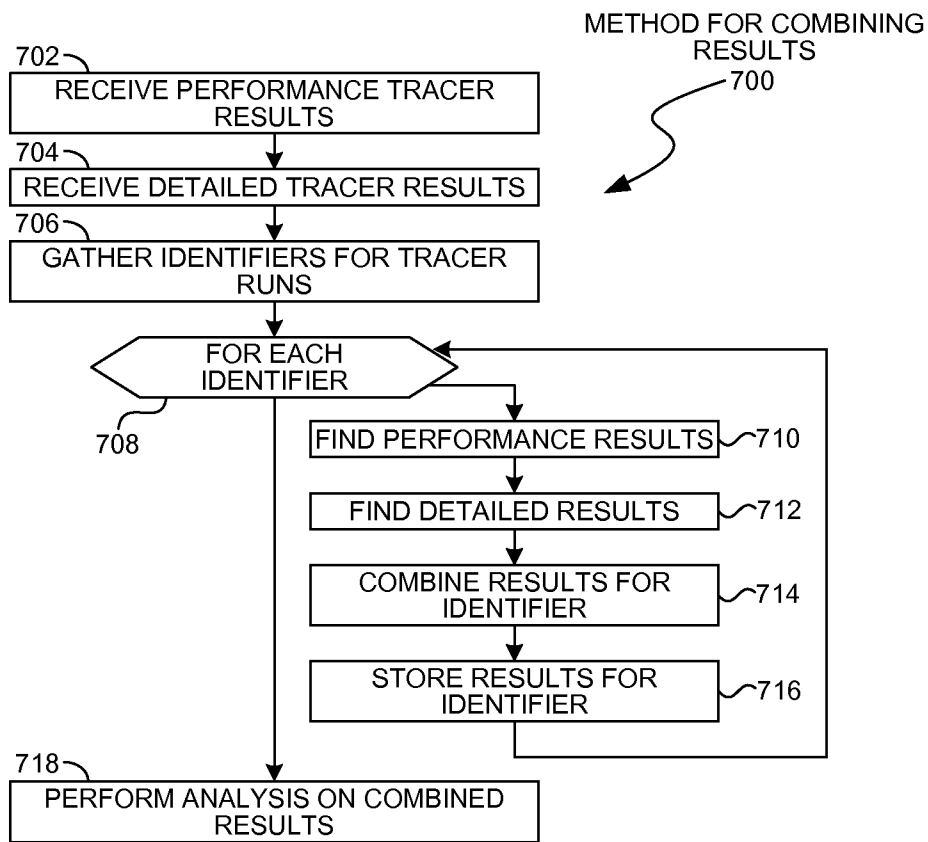 METHOD FOR COMBINING
RESULTS
700
702
RECEIVE PERFORMANCE TRACER
RESULTS
704
RECEIVE DETAILED TRACER RESULTS
706
GATHER IDENTIFIERS FOR TRACER
RUNS
FOR EACH
IDENTIFIER
708
FIND PERFORMANCE RESULTS
710
FIND DETAILED RESULTS
712
COMBINE RESULTS FOR
IDENTIFIER
714
STORE RESULTS FOR
IDENTIFIER
716
718
PERFORM ANALYSIS ON COMBINED
RESULTS